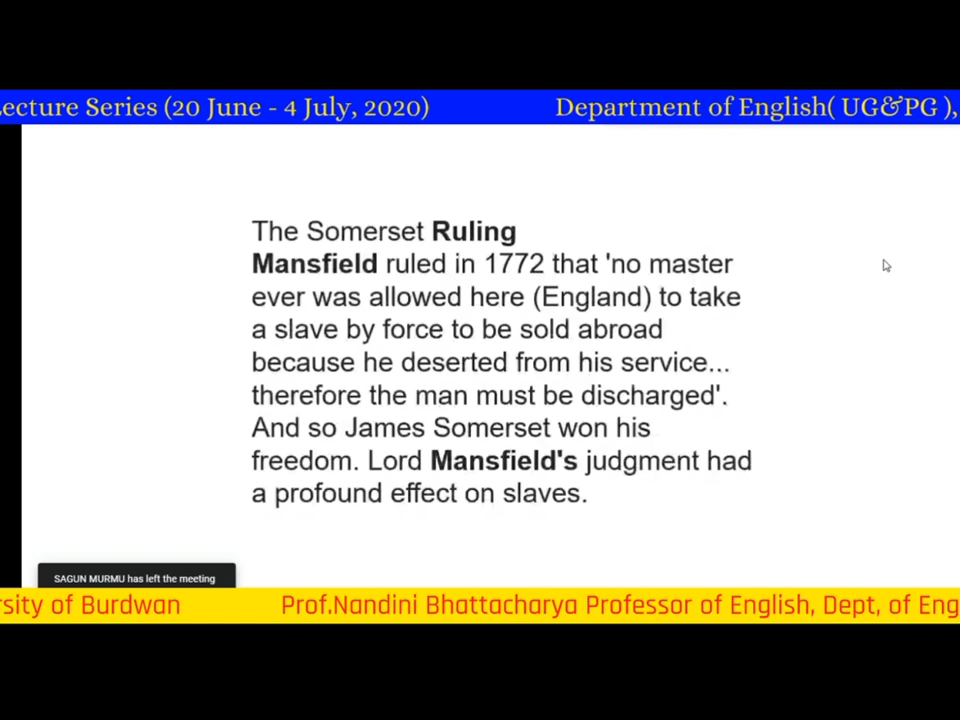 ecture Series (20 June - 4 July, 2020) Department of English( UG&PG ),
The Somerset Ruling
Mansfield ruled in 1772 that 'no master
ever was allowed here (England) to take
a slave by force to be sold abroad
because he deserted from his service...
therefore the man must be discharged'.
And so James Somerset won his
freedom. Lord Mansfield's judgment had
a profound effect on slaves.
SAGUN MURMU has left the meeting
rsity of Burdwan Prof.Nandini Bhattacharya Professor of English, Dept, of Eng